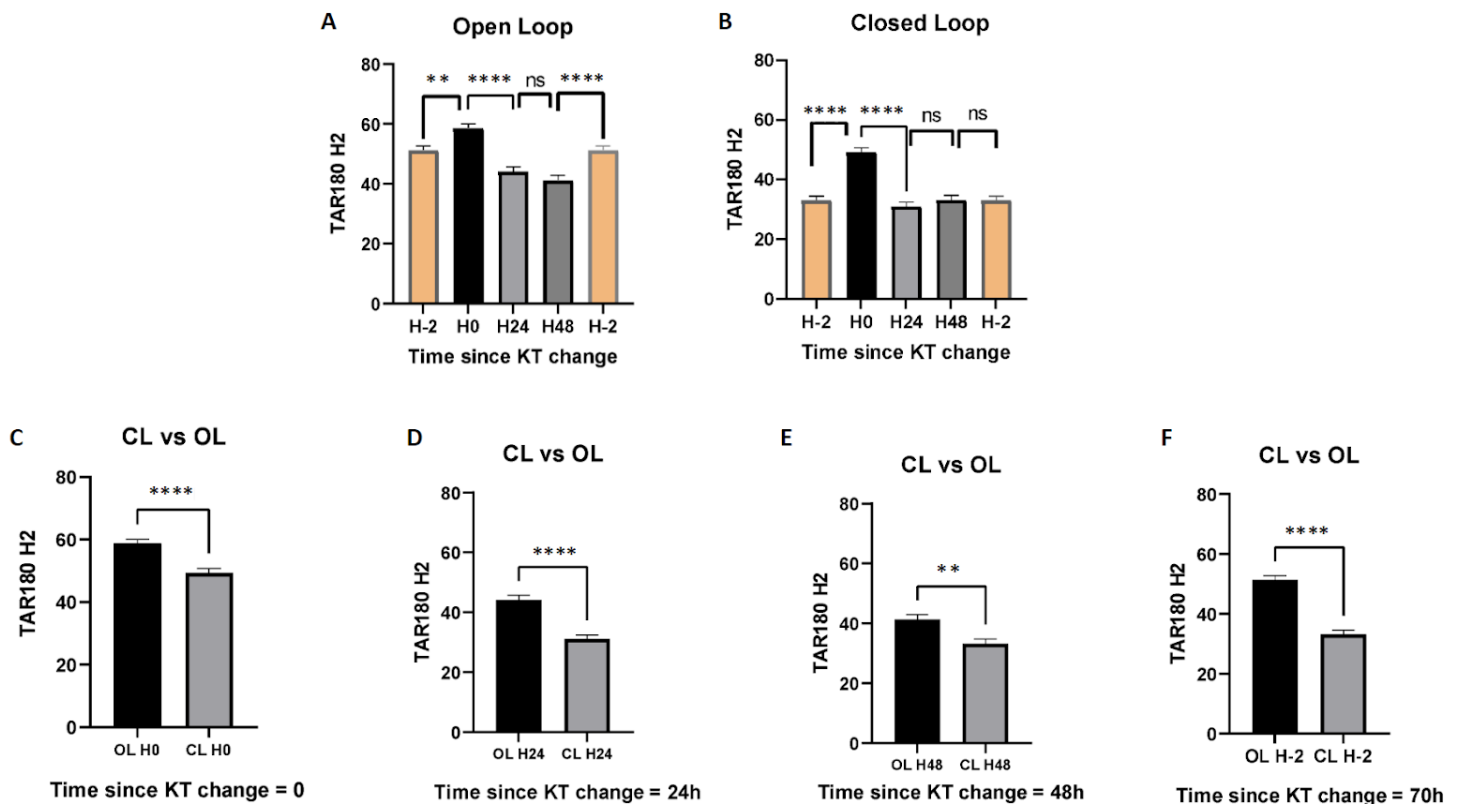 A
Open Loop
TAR180 H2
80
60
40
20
0
** **** ns ****
H-2 H0 H24 H48 H-2
Time since KT change
B
Closed Loop
TAR180 H2
80
60
40
20
0
**** **** ns ns
H-2 H0 H24 H48 H-2
Time since KT change
C
CL vs OL
TAR180 H2
80
60
40
20
0
****
OL H0 CL H0
Time since KT change = 0
D
CL vs OL
TAR180 H2
80
60
40
20
0
****
OL H24 CL H24
Time since KT change = 24h
E
CL vs OL
TAR180 H2
80
60
40
20
0
**
OL H48 CL H48
Time since KT change = 48h
F
CL vs OL
TAR180 H2
80
60
40
20
0
****
OL H-2 CL H-2
Time since KT change = 70h